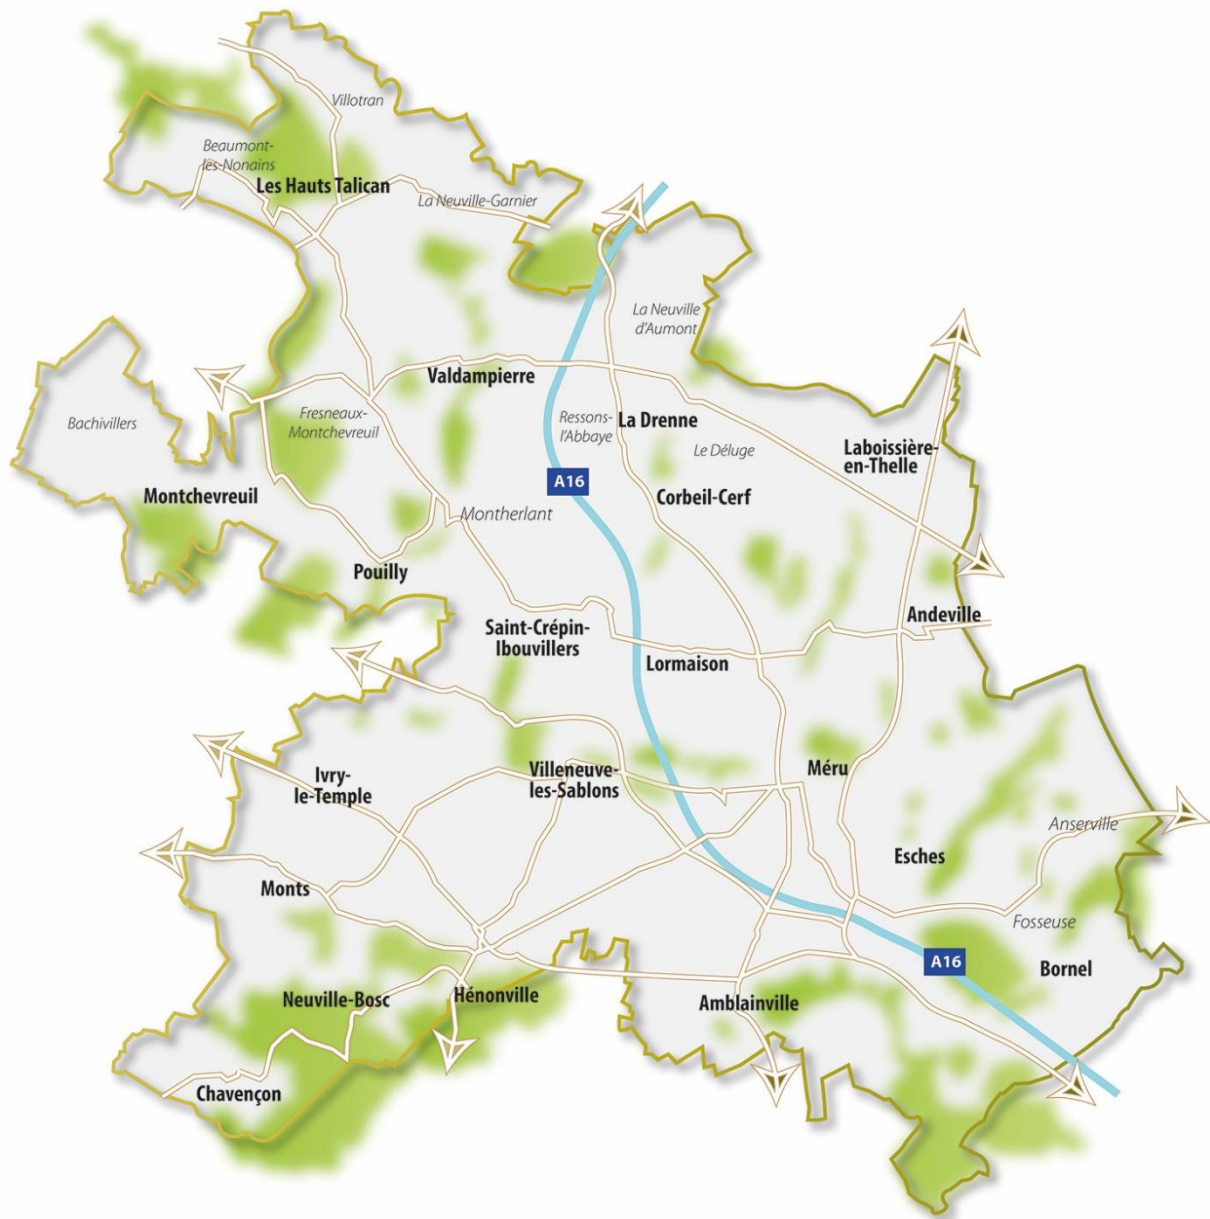 Villotran
Beaumont-
les-Nonains
Les Hauts Talican
La Neuville-Garnier
La Neuville
d'Aumont
Valdampierre
Bachivillers
Fresneaux-
Montchevreuil
Ressons-
l'Abbaye
La Drenne
Le Déluge
Laboissière-
en-Thelle
A16
Montchevreuil
Corbeil-Cerf
Montherlant
Pouilly
Andeville
Saint-Crépin-
Ibouvillers
Lormaison
Ivry-
le-Temple
Villeneuve-
les-Sablons
Méru
Anserville
Esches
Monts
Fosseuse
A16
Bornel
Neuville-Bosc
Hénonville
Amblainville
Chavençon